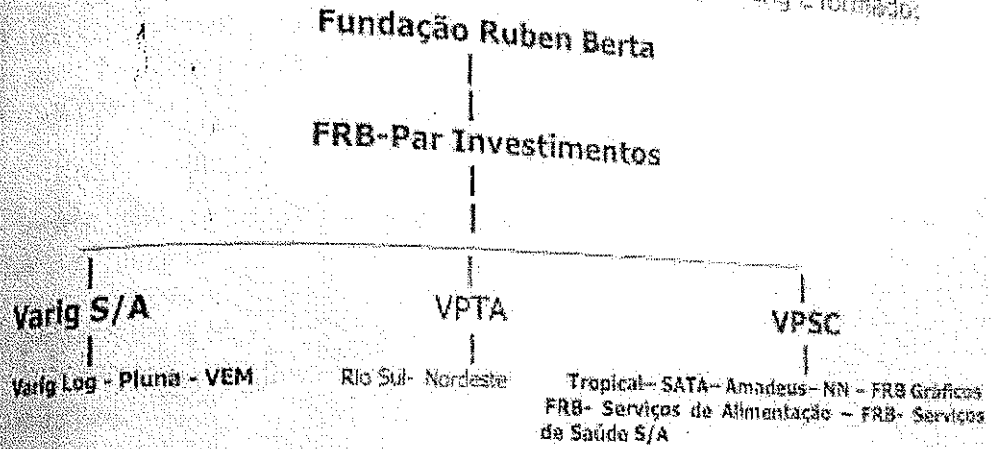 formado:
Fundação Ruben Berta
FRB-Par Investimentos
Varig S/A
VPTA
VPSC
Varig Log - Pluna - VEM
Rio Sul- Nordeste
Tropical– SATA– Amadeus– NN – FRB Gráficos
FRB- Serviços de Alimentação – FRB- Serviços
de Saúde S/A